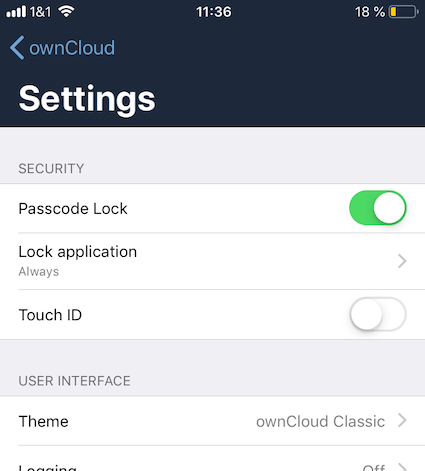 1&1 11:36 18 %
ownCloud
Settings
SECURITY
Passcode Lock
Lock application
Always
Touch ID
USER INTERFACE
Theme ownCloud Classic
Logging Off